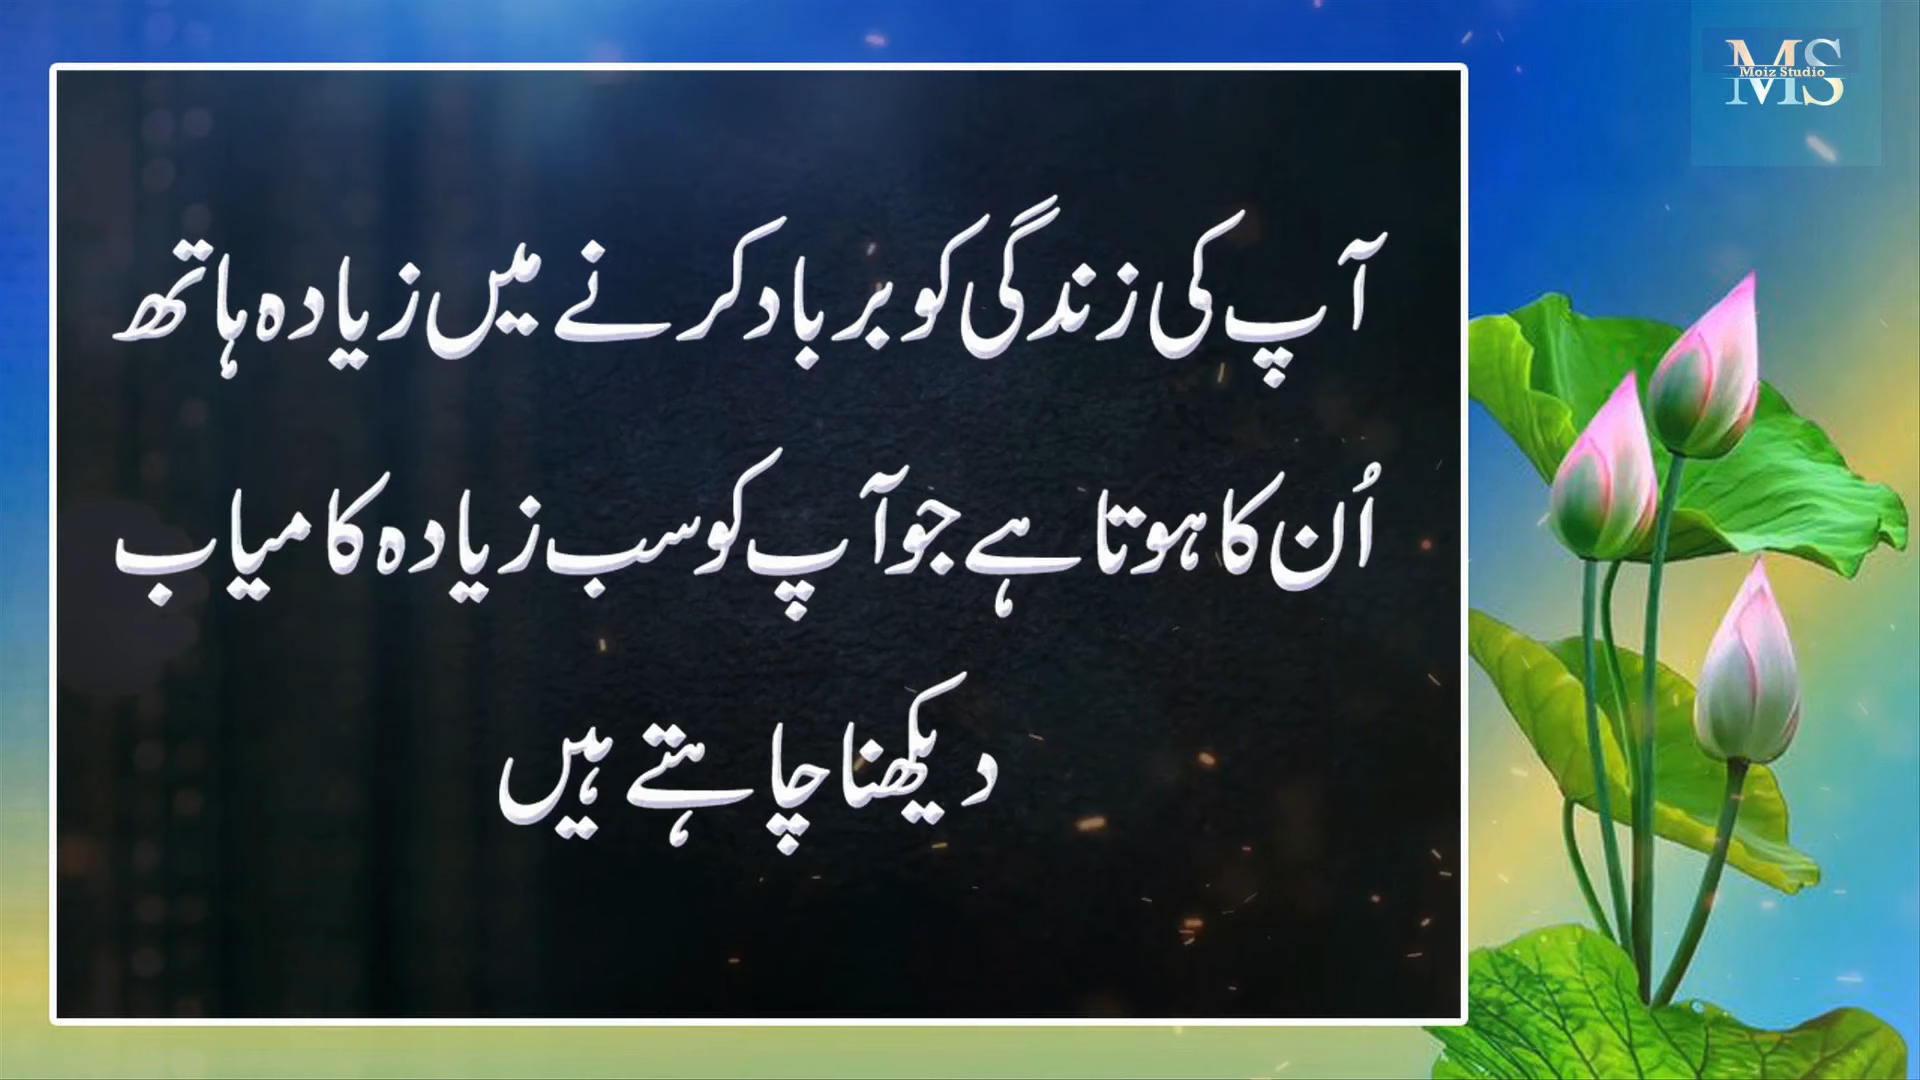 MS
Moiz Studio
آپ کی زندگی کو برباد کرنے میں زیادہ ہاتھ
اُن کا ہوتا ہے جو آپ کو سب زیادہ کامیاب
دیکھنا چاہتے ہیں